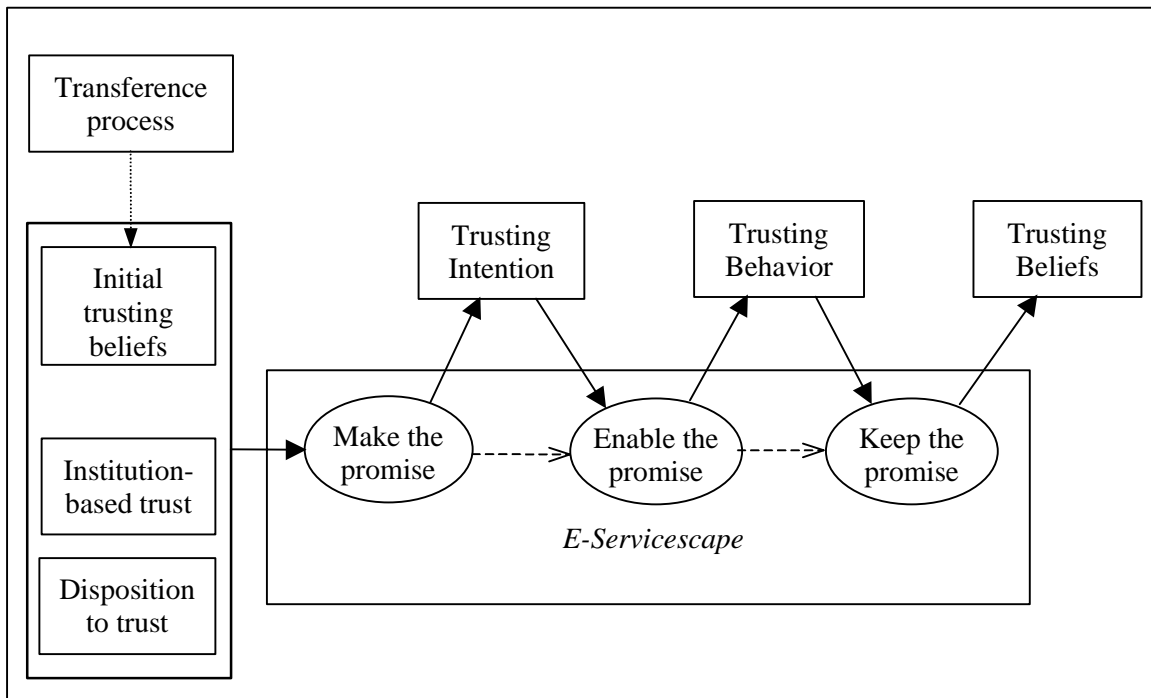 Transference
process
Initial
trusting
beliefs
Institution-
based trust
Disposition
to trust
Trusting
Intention
Trusting
Behavior
Trusting
Beliefs
Make the
promise
Enable the
promise
Keep the
promise
E-Servicescape